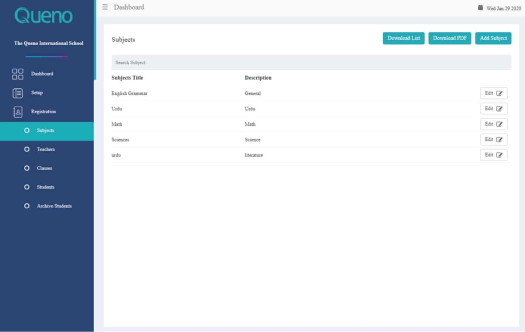 Queno
Dashboard
Wed Jan 29 2020
The Queno International School
Subjects
Download List
Download PDF
Add Subject
Search Subject
Dashboard
Setup
Registration
Subjects
Teachers
Classes
Students
Archive Students
Subjects Title Description
English Grammar General Edit
Urdu Urdu Edit
Math Math Edit
Sciences Science Edit
urdu literature Edit